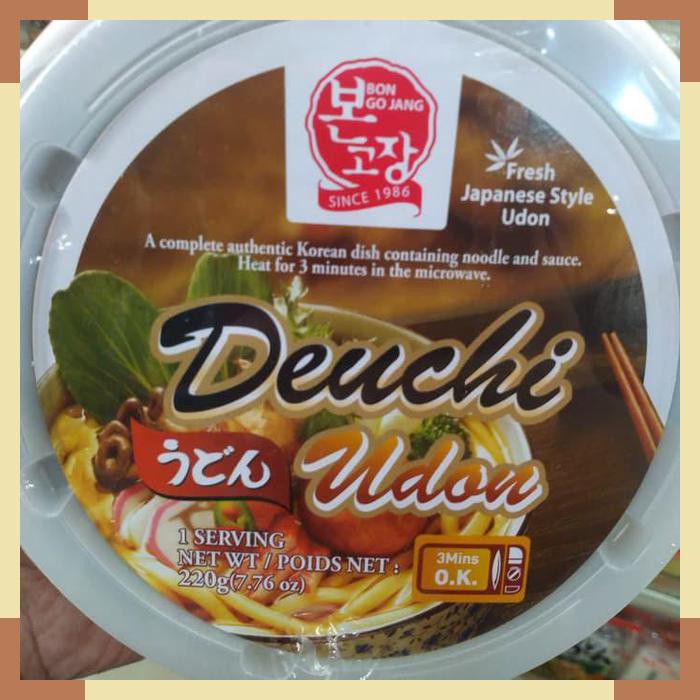 본 BON
GO JANG
고장
SINCE 1986
Fresh
Japanese Style
Udon
A complete authentic Korean dish containing noodle and sauce.
Heat for 3 minutes in the microwave.
Deuchi
うどん Udon
1 SERVING
NET WT / POIDS NET :
220g(7.76 oz)
3Mins
O.K.